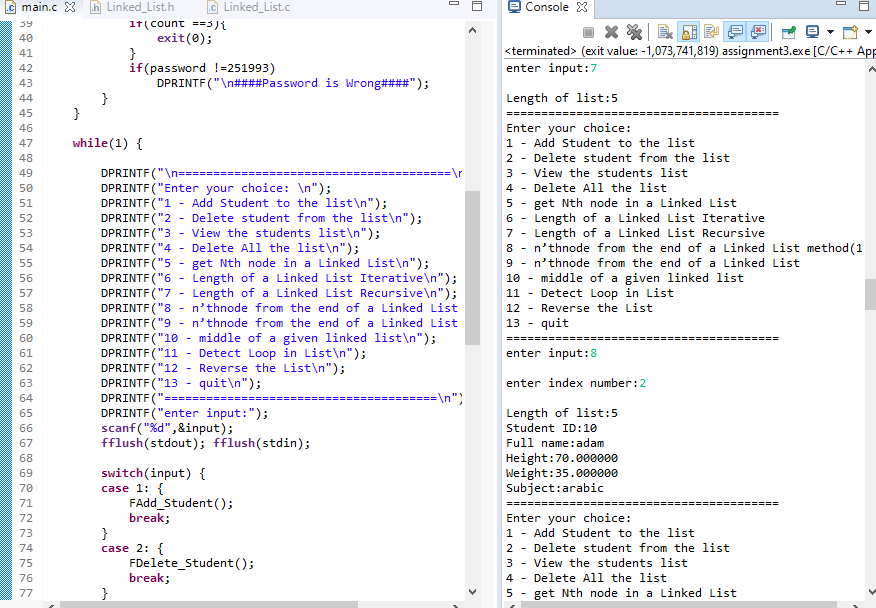 main.c
Linked_List.h
Linked_List.c
39 if(count ==3){
40 exit(0);
41 }
42 if(password !=251993)
43 DPRINTF("\n####Password is Wrong####");
44 }
45 }
46
47 while(1) {
48
49 DPRINTF("\n=======================================\n
50 DPRINTF("Enter your choice: \n");
51 DPRINTF("1 - Add Student to the list\n");
52 DPRINTF("2 - Delete student from the list\n");
53 DPRINTF("3 - View the students list\n");
54 DPRINTF("4 - Delete All the list\n");
55 DPRINTF("5 - get Nth node in a Linked List\n");
56 DPRINTF("6 - Length of a Linked List Iterative\n");
57 DPRINTF("7 - Length of a Linked List Recursive\n");
58 DPRINTF("8 - n’thnode from the end of a Linked List
59 DPRINTF("9 - n’thnode from the end of a Linked List
60 DPRINTF("10 - middle of a given linked list\n");
61 DPRINTF("11 - Detect Loop in List\n");
62 DPRINTF("12 - Reverse the List\n");
63 DPRINTF("13 - quit\n");
64 DPRINTF("=======================================\n")
65 DPRINTF("enter input:");
66 scanf("%d",&input);
67 fflush(stdout); fflush(stdin);
68
69 switch(input) {
70 case 1: {
71 FAdd_Student();
72 break;
73 }
74 case 2: {
75 FDelete_Student();
76 break;
77 }
Console
<terminated> (exit value: -1,073,741,819) assignment3.exe [C/C++ App
enter input:7
Length of list:5
=======================================
Enter your choice:
1 - Add Student to the list
2 - Delete student from the list
3 - View the students list
4 - Delete All the list
5 - get Nth node in a Linked List
6 - Length of a Linked List Iterative
7 - Length of a Linked List Recursive
8 - n’thnode from the end of a Linked List method(1
9 - n’thnode from the end of a Linked List
10 - middle of a given linked list
11 - Detect Loop in List
12 - Reverse the List
13 - quit
=======================================
enter input:8
enter index number:2
Length of list:5
Student ID:10
Full name:adam
Height:70.000000
Weight:35.000000
Subject:arabic
=======================================
Enter your choice:
1 - Add Student to the list
2 - Delete student from the list
3 - View the students list
4 - Delete All the list
5 - get Nth node in a Linked List